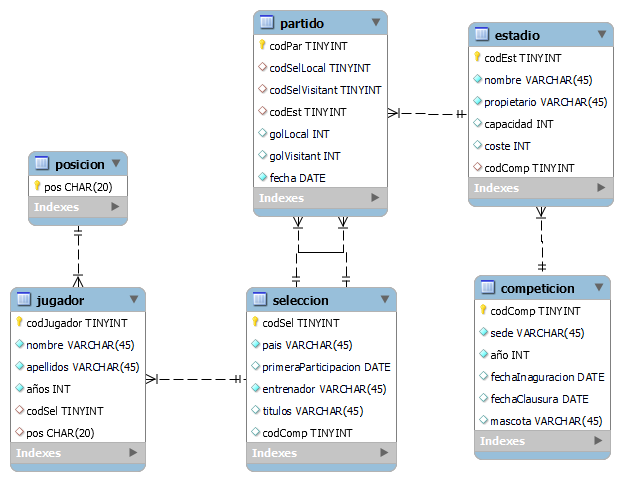 partido
codPar TINYINT
codSelLocal TINYINT
codSelVisitant TINYINT
codEst TINYINT
golLocal INT
golVisitant INT
fecha DATE
Indexes
estadio
codEst TINYINT
nombre VARCHAR(45)
propietario VARCHAR(45)
capacidad INT
coste INT
codComp TINYINT
Indexes
posicion
pos CHAR(20)
Indexes
jugador
codJugador TINYINT
nombre VARCHAR(45)
apellidos VARCHAR(45)
años INT
codSel TINYINT
pos CHAR(20)
Indexes
seleccion
codSel TINYINT
pais VARCHAR(45)
primeraParticipacion DATE
entrenador VARCHAR(45)
titulos VARCHAR(45)
codComp TINYINT
Indexes
competicion
codComp TINYINT
sede VARCHAR(45)
año INT
fechaInaguracion DATE
fechaClausura DATE
mascota VARCHAR(45)
Indexes